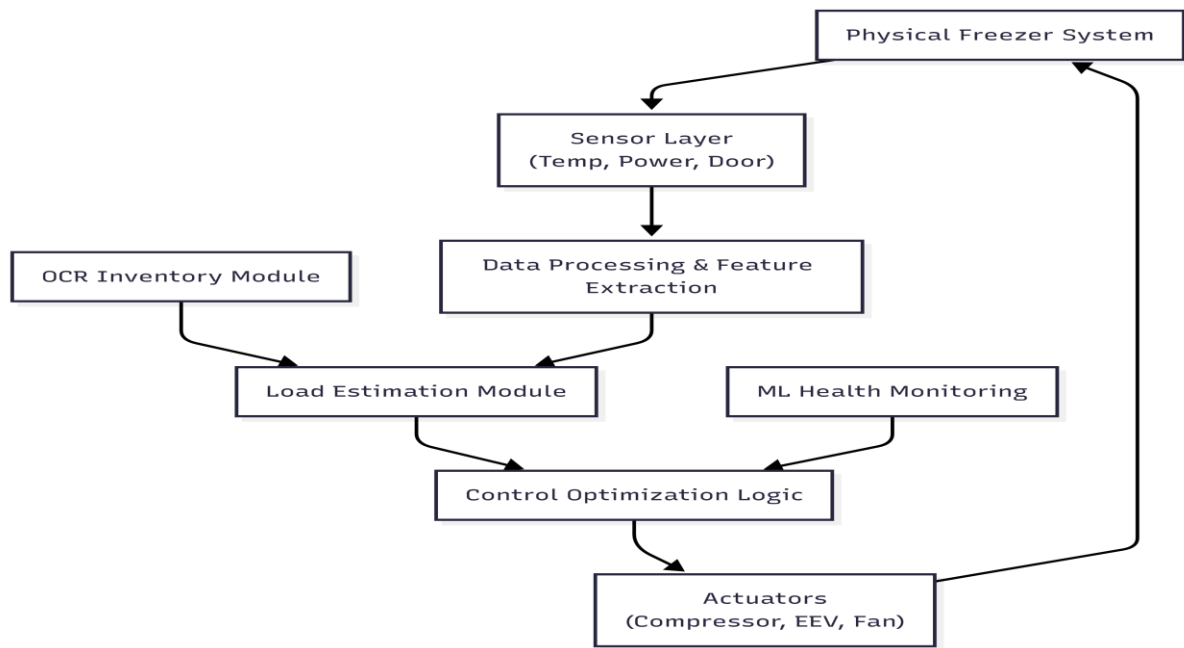 Physical Freezer System
Sensor Layer
(Temp, Power, Door)
OCR Inventory Module
Data Processing & Feature
Extraction
Load Estimation Module
ML Health Monitoring
Control Optimization Logic
Actuators
(Compressor, EEV, Fan)